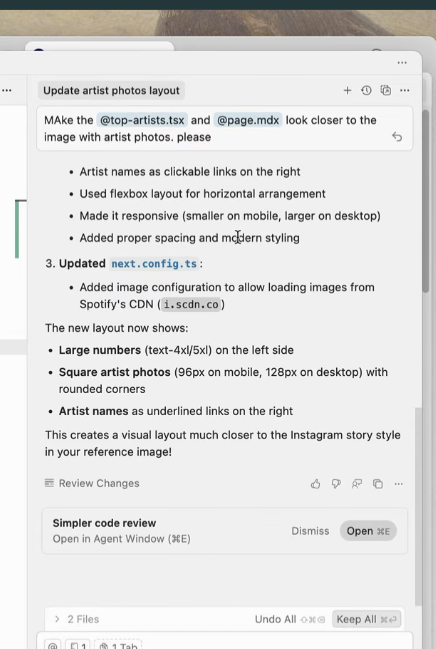 Update artist photos layout
MAke the @top-artists.tsx and @page.mdx look closer to the
image with artist photos. please
• Artist names as clickable links on the right
• Used flexbox layout for horizontal arrangement
• Made it responsive (smaller on mobile, larger on desktop)
• Added proper spacing and modern styling
3. Updated next.config.ts:
• Added image configuration to allow loading images from
Spotify's CDN (i.scdn.co)
The new layout now shows:
• Large numbers (text-4xl/5xl) on the left side
• Square artist photos (96px on mobile, 128px on desktop) with
rounded corners
• Artist names as underlined links on the right
This creates a visual layout much closer to the Instagram story style
in your reference image!
Review Changes
Simpler code review
Dismiss Open ⌘E
Open in Agent Window (⌘E)
2 Files Undo All ⇧⌘⌫ Keep All ⌘⏎
@ 1 1 Tab